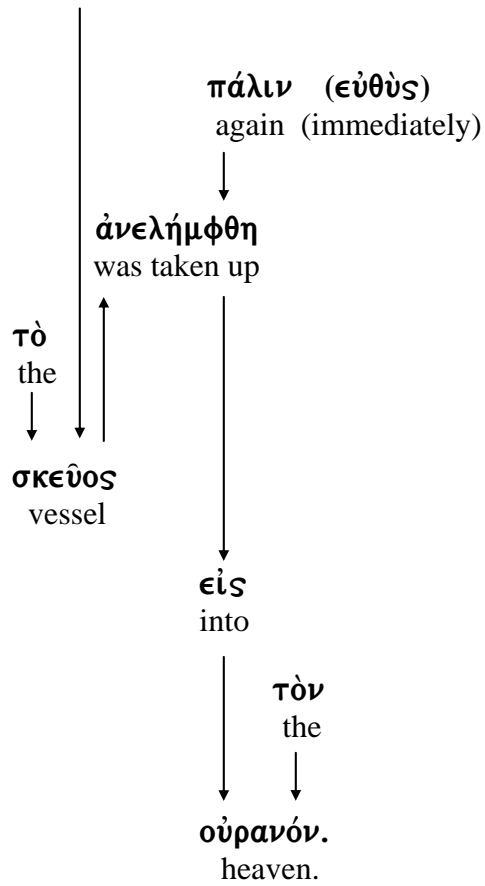 πάλιν (εὐθὺς)
again (immediately)
ἀνελήμφθη
was taken up
τὸ
the
σκεῦος
vessel
εἰς
into
τὸν
the
οὐρανόν.
heaven.